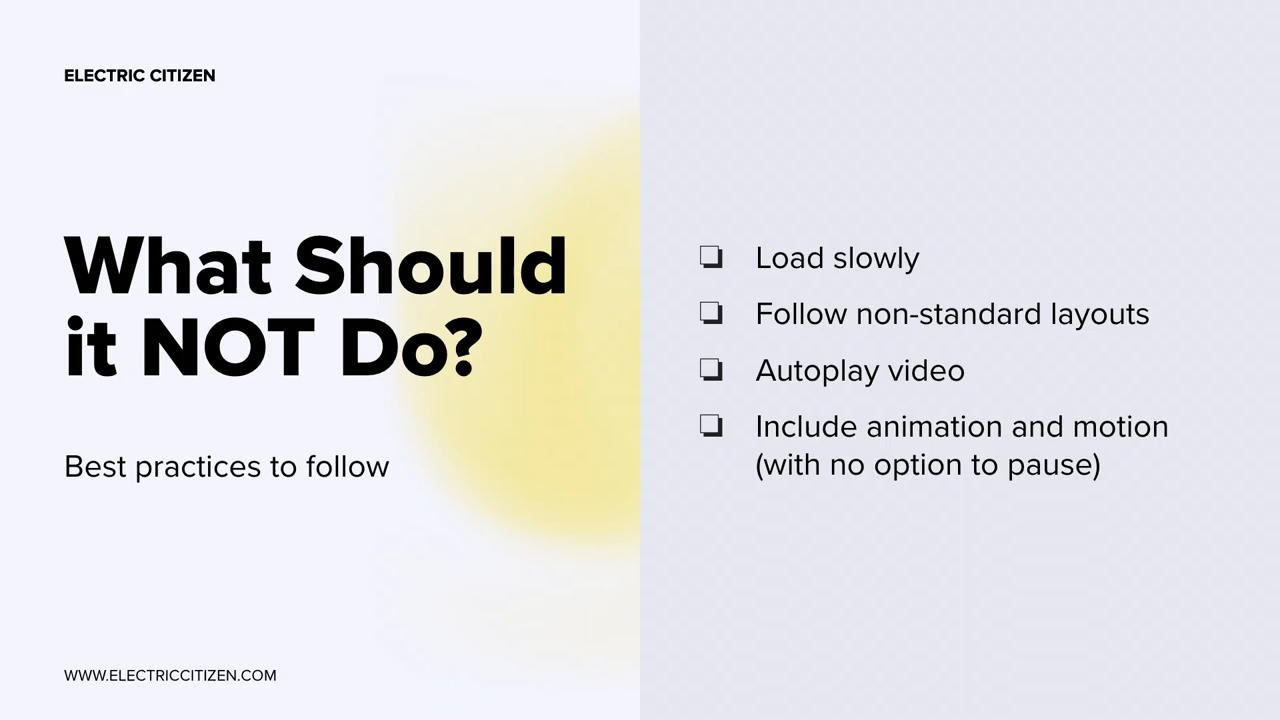 ELECTRIC CITIZEN
What Should
it NOT Do?
Best practices to follow
WWW.ELECTRICCITIZEN.COM
❏ Load slowly
❏ Follow non-standard layouts
❏ Autoplay video
❏ Include animation and motion
(with no option to pause)